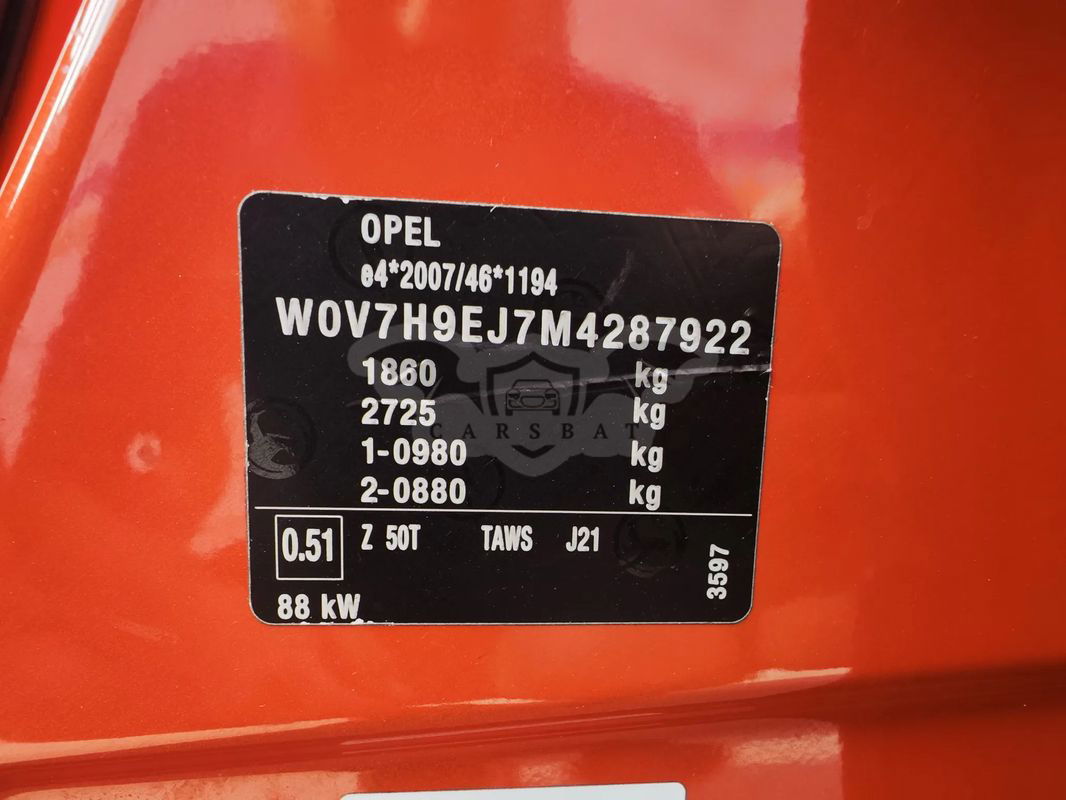 OPEL
e4*2007/46*1194
W0V7H9EJ7M4287922
1860 kg
2725 kg
CARSBAT
1-0980 kg
2-0880 kg
0.51 Z 50T TAWS J21
3597
88 kW